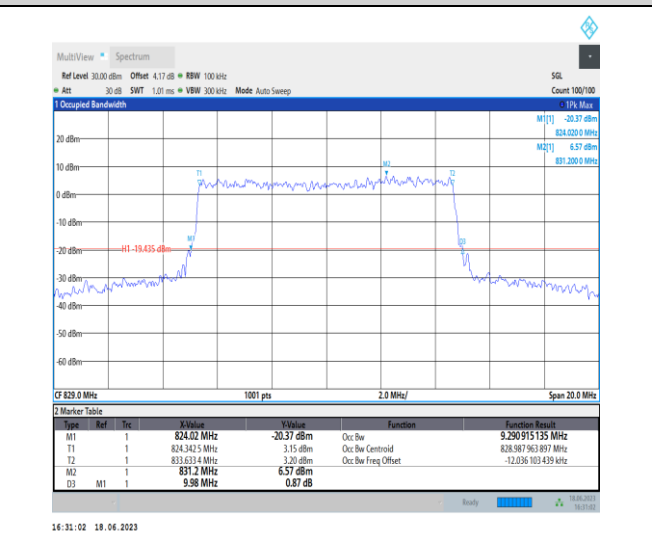 MultiView Spectrum
Ref Level 30.00 dBm Offset 4.17 dB RBW 100 kHz SGL
Att 30 dB SWT 1.01 ms VBW 300 kHz Mode Auto Sweep Count 100/100
1 Occupied Bandwidth 1Pk Max
M1[1] -20.37 dBm
824.020 0 MHz
M2[1] 6.57 dBm
831.200 0 MHz
20 dBm
10 dBm
M2
T1 T2
0 dBm
-10 dBm
M1
D3
-20 dBm H1 -19.435 dBm
-30 dBm
-40 dBm
-50 dBm
-60 dBm
CF 829.0 MHz 1001 pts 2.0 MHz/ Span 20.0 MHz
2 Marker Table
Type Ref Trc X-Value Y-Value Function Function Result
M1 1 824.02 MHz -20.37 dBm Occ Bw 9.290 915 135 MHz
T1 1 824.342 5 MHz 3.15 dBm Occ Bw Centroid 828.987 963 897 MHz
T2 1 833.633 4 MHz 3.20 dBm Occ Bw Freq Offset -12.036 103 439 kHz
M2 1 831.2 MHz 6.57 dBm
D3 M1 1 9.98 MHz 0.87 dB
Ready 18.06.2023
16:31:02
16:31:02 18.06.2023